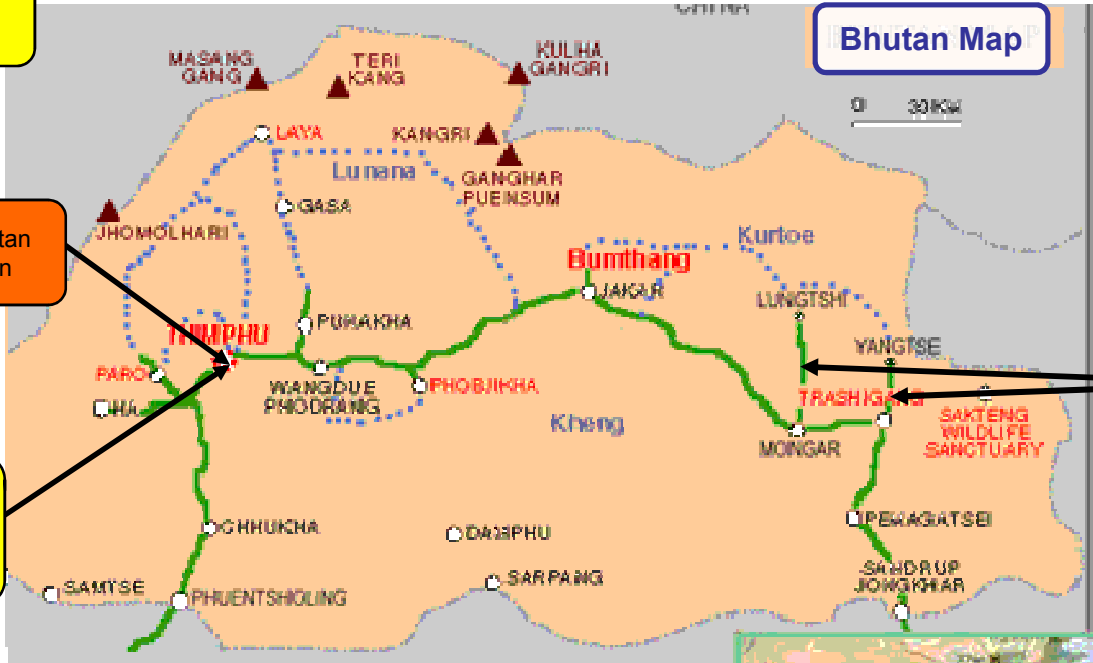 CHINA
Bhutan Map
MASANG
GANG
TERI
KANG
KULHA
GANGRI
0 30KM
LAYA
KANGRI
Lunana
GANGHAR
PUENSUM
GASA
JHOMOLHARI
tan
n
Kurtoe
Bumthang
JAKAR
LUNGTSHI
PUNAKHA
THIMPHU
YANGTSE
PARO
WANGDUE
PHODRANG
PHOBJIKHA
TRASHIGANG
HA
SAKTENG
WILDLIFE
SANCTUARY
Kheng
MONGAR
CHHUKHA
DAMPHU
PEMAGATSEL
SAMTSE
SARPANG
SAMDRUP
JONGKHAR
PHUENTSHOLING